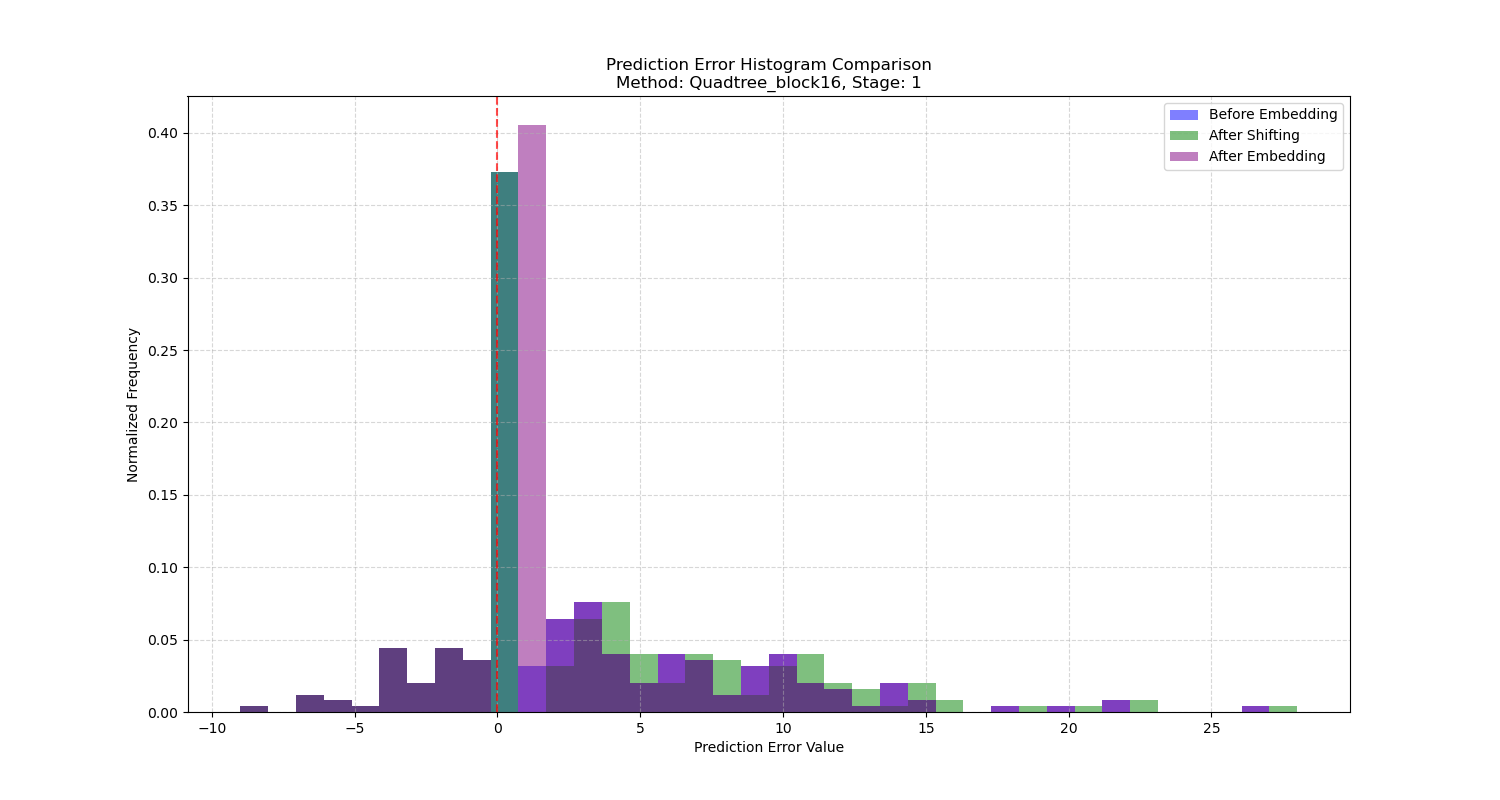 Prediction Error Histogram Comparison
Method: Quadtree_block16, Stage: 1
Before Embedding
After Shifting
After Embedding
Normalized Frequency
0.40
0.35
0.30
0.25
0.20
0.15
0.10
0.05
0.00
−10
−5
0
5
10
15
20
25
Prediction Error Value